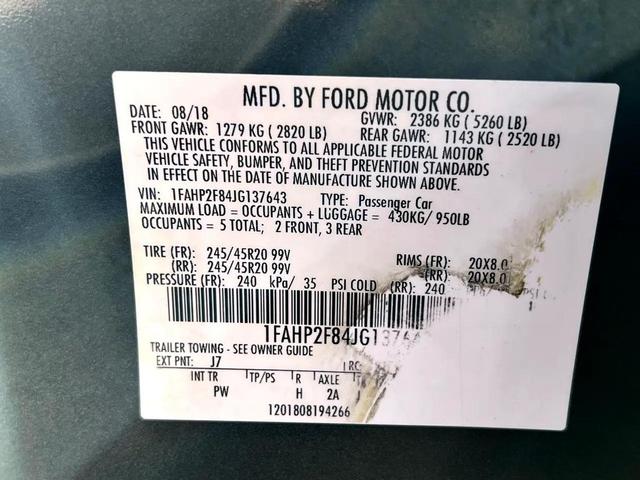 MFD. BY FORD MOTOR CO.
DATE: 08/18 GVWR: 2386 KG ( 5260 LB)
FRONT GAWR: 1279 KG ( 2820 LB) REAR GAWR: 1143 KG ( 2520 LB)
THIS VEHICLE CONFORMS TO ALL APPLICABLE FEDERAL MOTOR
VEHICLE SAFETY, BUMPER, AND THEFT PREVENTION STANDARDS
IN EFFECT ON THE DATE OF MANUFACTURE SHOWN ABOVE.
VIN: 1FAHP2F84JG137643 TYPE: Passenger Car
MAXIMUM LOAD = OCCUPANTS + LUGGAGE = 430KG/ 950LB
OCCUPANTS = 5 TOTAL; 2 FRONT, 3 REAR
TIRE (FR): 245/45R20 99V RIMS (FR): 20X8.0
(RR): 245/45R20 99V (RR): 20X8.0
PRESSURE (FR): 240 kPa/ 35 PSI COLD (RR): 240
1FAHP2F84JG1376
TRAILER TOWING - SEE OWNER GUIDE
EXT PNT: J7 RC:
INT TR TP/PS R AXLE
PW H 2A
1201808194266